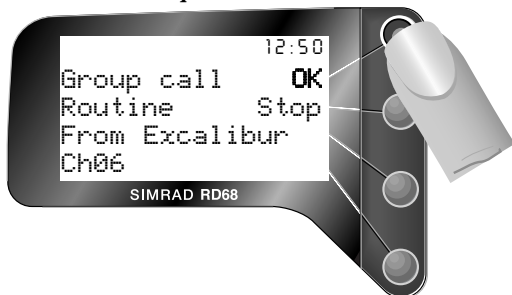 12:50
Group call OK
Routine Stop
From Excalibur
Ch06
SIMRAD RD68